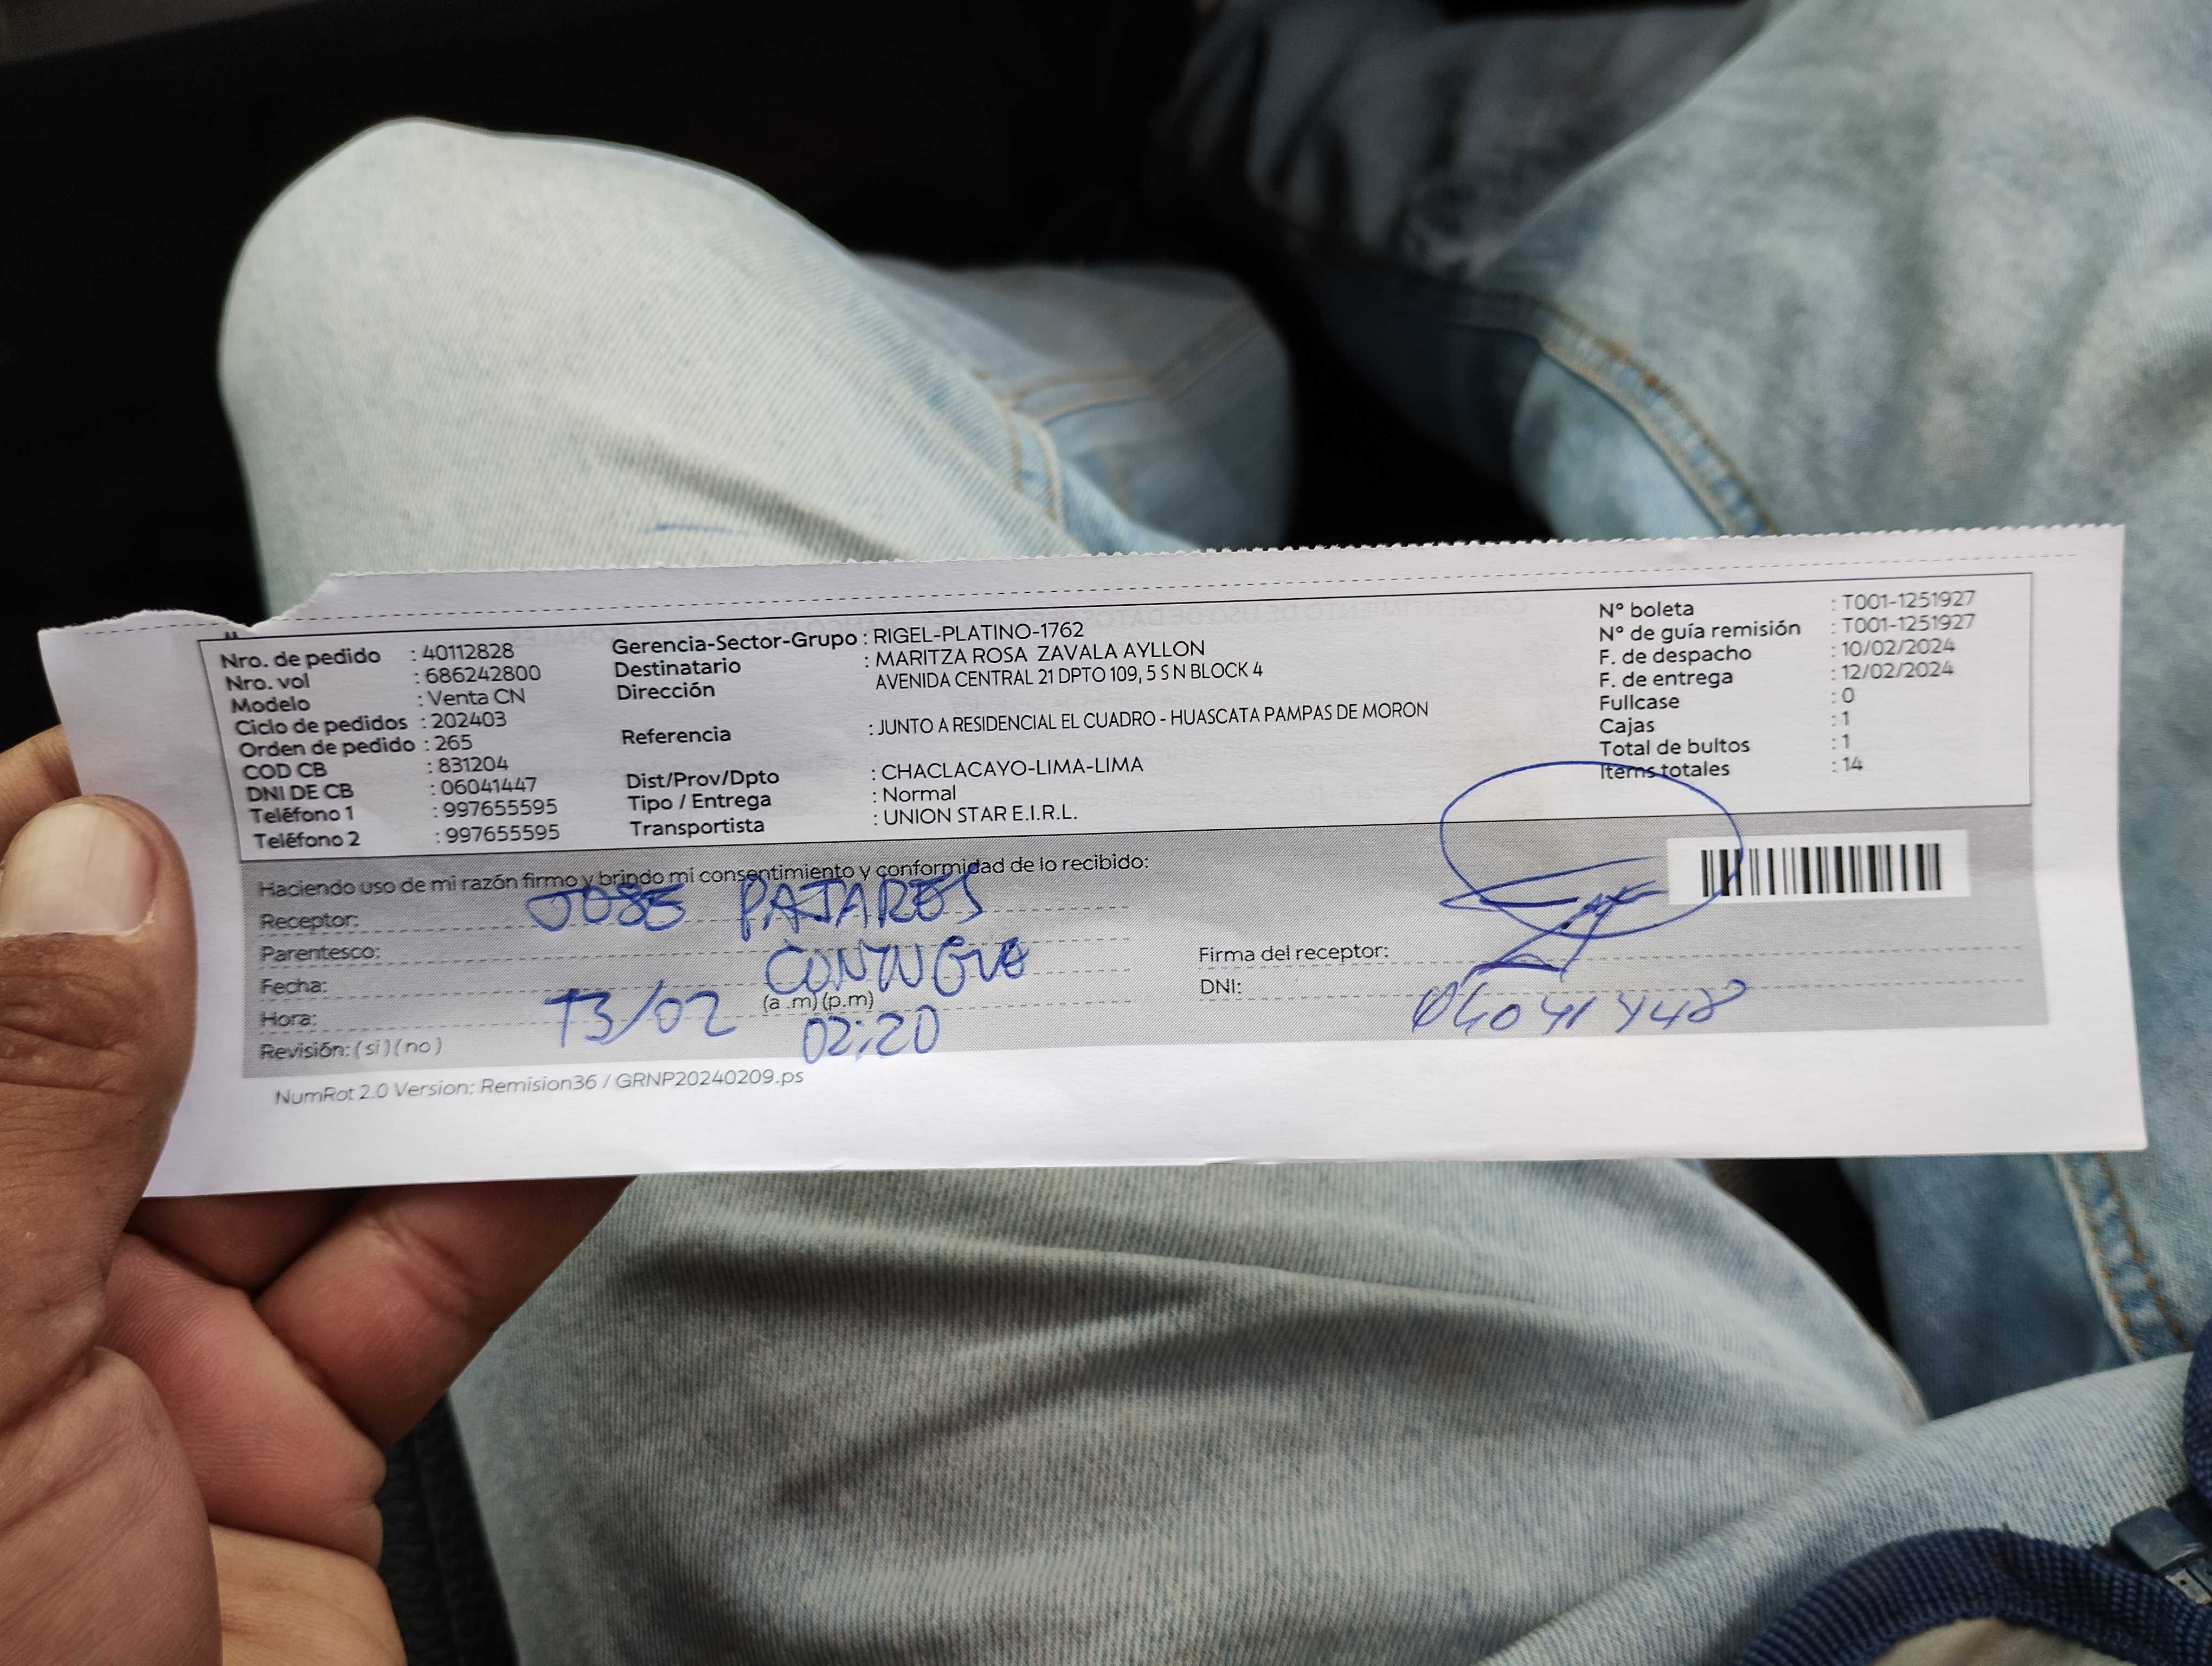 Nro. de pedido : 40112828
Nro. vol : 686242800
Modelo : Venta CN
Ciclo de pedidos : 202403
Orden de pedido : 265
COD CB : 831204
DNI DE CB : 06041447
Teléfono 1 : 997655595
Teléfono 2 : 997655595
Gerencia-Sector-Grupo : RIGEL-PLATINO-1762
Destinatario : MARITZA ROSA ZAVALA AYLLON
Dirección AVENIDA CENTRAL 21 DPTO 109, 5 S N BLOCK 4
Referencia : JUNTO A RESIDENCIAL EL CUADRO - HUASCATA PAMPAS DE MORON
Dist/Prov/Dpto : CHACLACAYO-LIMA-LIMA
Tipo / Entrega : Normal
Transportista : UNION STAR E.I.R.L.
N° boleta : T001-1251927
N° de guía remisión : T001-1251927
F. de despacho : 10/02/2024
F. de entrega : 12/02/2024
Fullcase : 0
Cajas : 1
Total de bultos : 1
Items totales : 14
Haciendo uso de mi razón firmo y brindo mi consentimiento y conformidad de lo recibido:
Receptor: JOSE PAJARES
Parentesco: CONYUGUE
Fecha: 13/02
Hora: (a .m) (p.m) 02:20
Revisión: ( si ) ( no )
Firma del receptor:
DNI:
NumRot 2.0 Version: Remision36 / GRNP20240209.ps